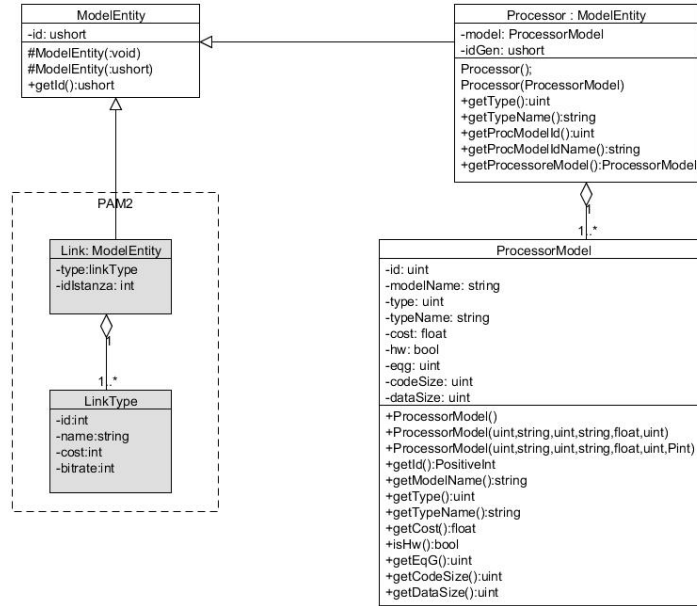 ModelEntity
-id: ushort
#ModelEntity(:void)
#ModelEntity(:ushort)
+getId():ushort
Processor : ModelEntity
-model: ProcessorModel
-idGen: ushort
Processor();
Processor(ProcessorModel)
+getType():uint
+getTypeName():string
+getProcModelId():uint
+getProcModelIdName():string
+getProcessoreModel():ProcessorModel
1
1..*
PAM2
Link: ModelEntity
-type:linkType
-idIstanza: int
1
1..*
LinkType
-id:int
-name:string
-cost:int
-bitrate:int
ProcessorModel
-id: uint
-modelName: string
-type: uint
-typeName: string
-cost: float
-hw: bool
-eqg: uint
-codeSize: uint
-dataSize: uint
+ProcessorModel()
+ProcessorModel(uint,string,uint,string,float,uint)
+ProcessorModel(uint,string,uint,string,float,uint,Pint)
+getId():PositiveInt
+getModelName():string
+getType():uint
+getTypeName():string
+getCost():float
+isHw():bool
+getEqG():uint
+getCodeSize():uint
+getDataSize():uint